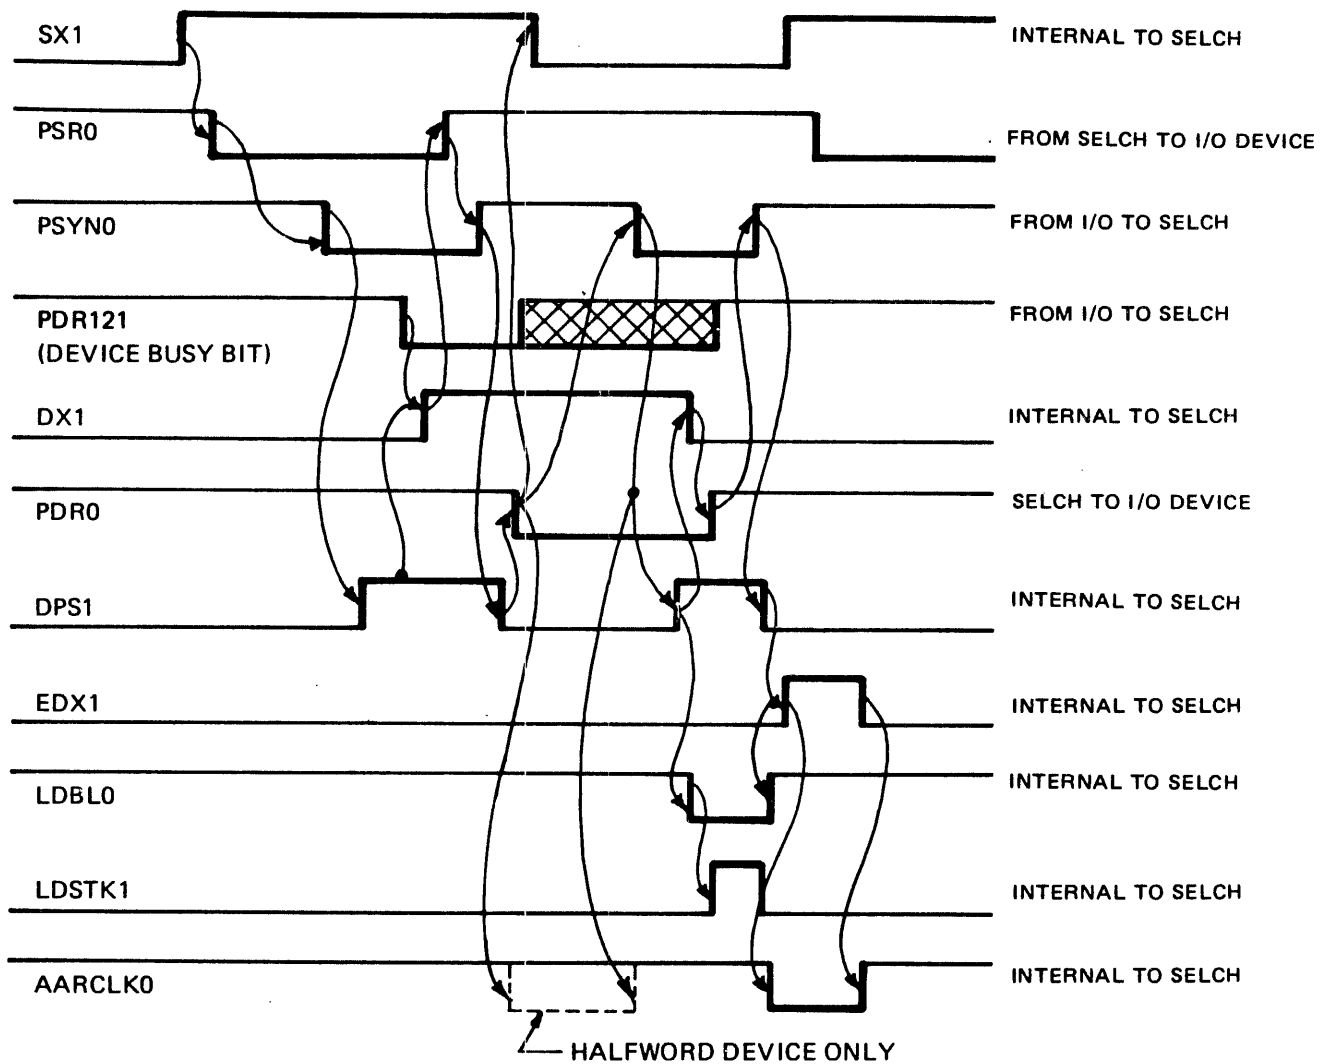 SX1
INTERNAL TO SELCH
PSR0
FROM SELCH TO I/O DEVICE
PSYN0
FROM I/O TO SELCH
PDR121
(DEVICE BUSY BIT)
FROM I/O TO SELCH
DX1
INTERNAL TO SELCH
PDR0
SELCH TO I/O DEVICE
DPS1
INTERNAL TO SELCH
EDX1
INTERNAL TO SELCH
LDBL0
INTERNAL TO SELCH
LDSTK1
INTERNAL TO SELCH
AARCLK0
INTERNAL TO SELCH
HALFWORD DEVICE ONLY